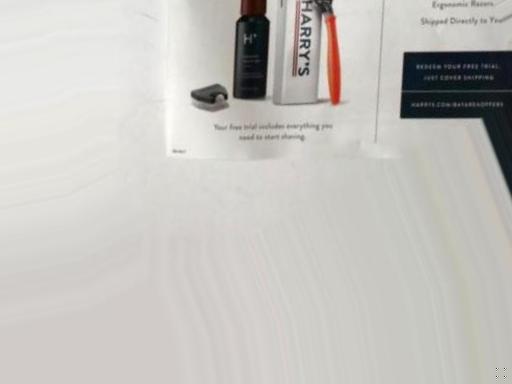 Ergonomic Razors
Shipped Directly to You
H'
HARRY'S
REDEEM YOUR FREE TRIAL,
JUST COVER SHIPPING
HARRYS.COM/BAYAREAOFFERS
Your free trial includes everything you
need to start shaving.